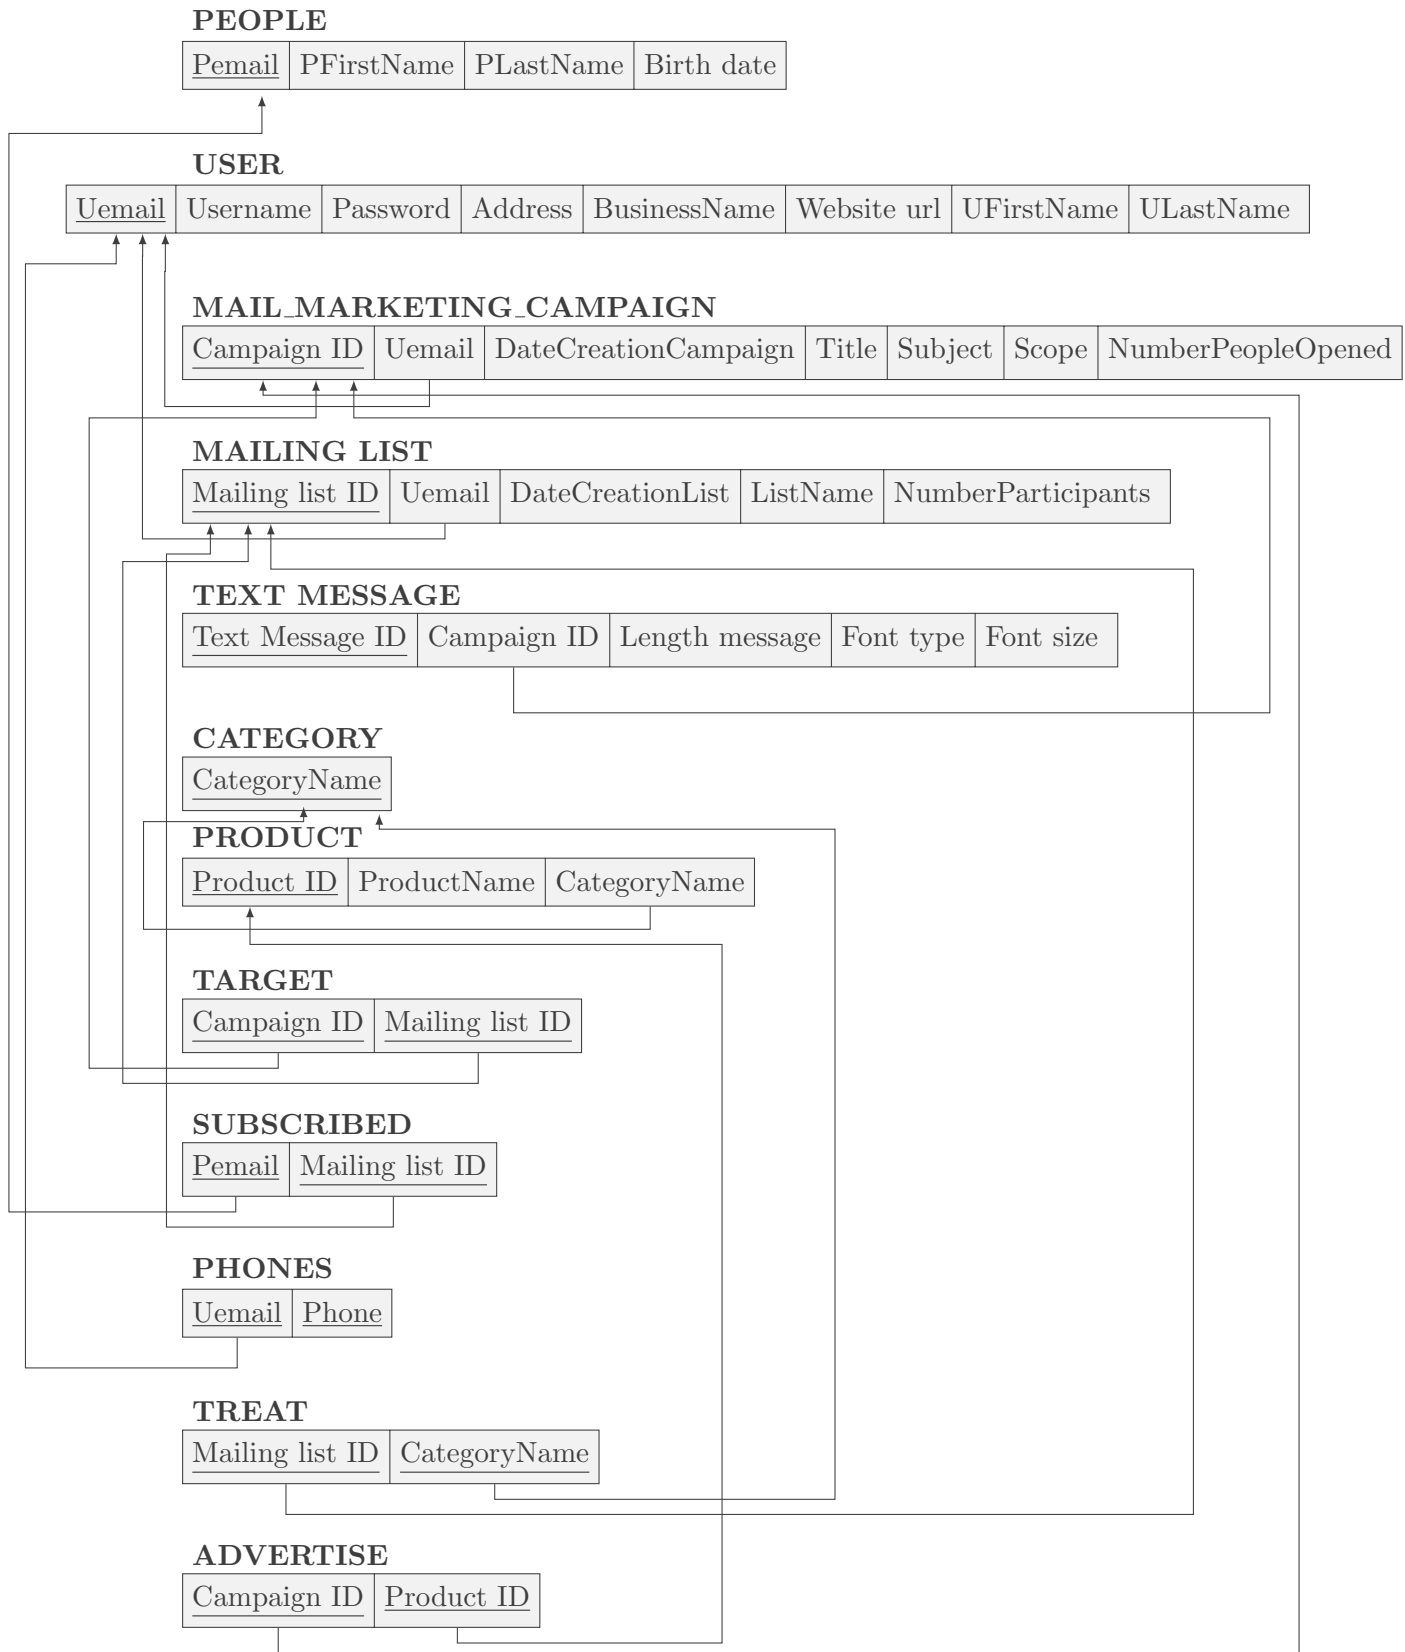 PEOPLE
Pemail PFirstName PLastName Birth date
USER
Uemail Username Password Address BusinessName Website url UFirstName ULastName
MAIL_MARKETING_CAMPAIGN
Campaign ID Uemail DateCreationCampaign Title Subject Scope NumberPeopleOpened
MAILING LIST
Mailing list ID Uemail DateCreationList ListName NumberParticipants
TEXT MESSAGE
Text Message ID Campaign ID Length message Font type Font size
CATEGORY
CategoryName
PRODUCT
Product ID ProductName CategoryName
TARGET
Campaign ID Mailing list ID
SUBSCRIBED
Pemail Mailing list ID
PHONES
Uemail Phone
TREAT
Mailing list ID CategoryName
ADVERTISE
Campaign ID Product ID